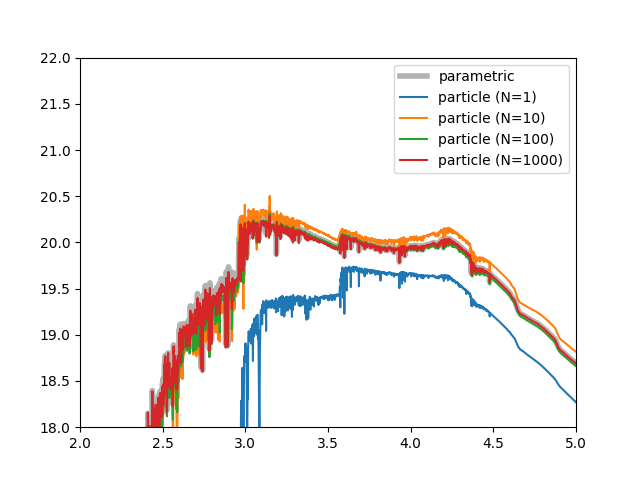 22.0
21.5
21.0
20.5
20.0
19.5
19.0
18.5
18.0
2.0 2.5 3.0 3.5 4.0 4.5 5.0
parametric
particle (N=1)
particle (N=10)
particle (N=100)
particle (N=1000)